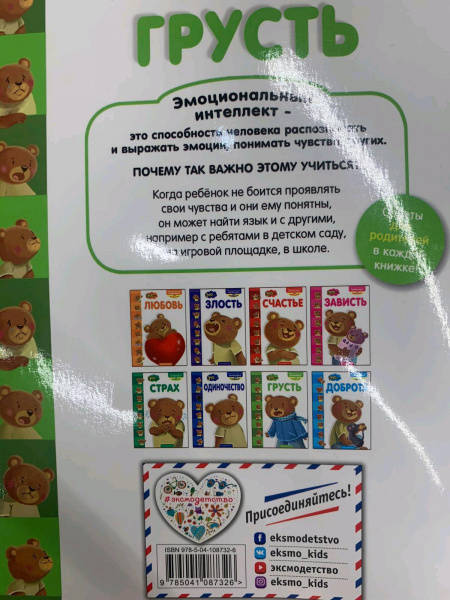 ГРУСТЬ
Эмоциональный
интеллект –
это способность человека распознавать
и выражать эмоции, понимать чувства других.
ПОЧЕМУ ТАК ВАЖНО ЭТОМУ УЧИТЬСЯ?
Когда ребёнок не боится проявлять
свои чувства и они ему понятны,
он может найти язык и с другими,
например с ребятами в детском саду,
на игровой площадке, в школе.
Советы
для
родителей
в каждой
книжке!
ЛЮБОВЬ ЗЛОСТЬ СЧАСТЬЕ ЗАВИСТЬ
СТРАХ ОДИНОЧЕСТВО ГРУСТЬ ДОБРОТА
#эксмодетство
Присоединяйтесь!
eksmodetstvo
eksmo_kids
эксмодетство
eksmo_kids
ISBN 978-5-04-108732-6
9 785041 087326 >